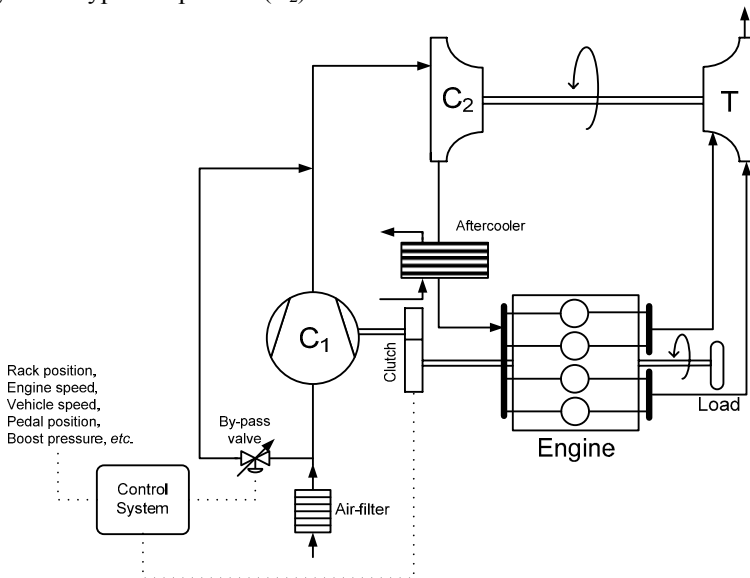 C₂
T
Aftercooler
C₁
Clutch
Rack position,
Engine speed,
Vehicle speed,
Pedal position,
Boost pressure, etc.
By-pass
valve
Load
Engine
Control
System
Air-filter